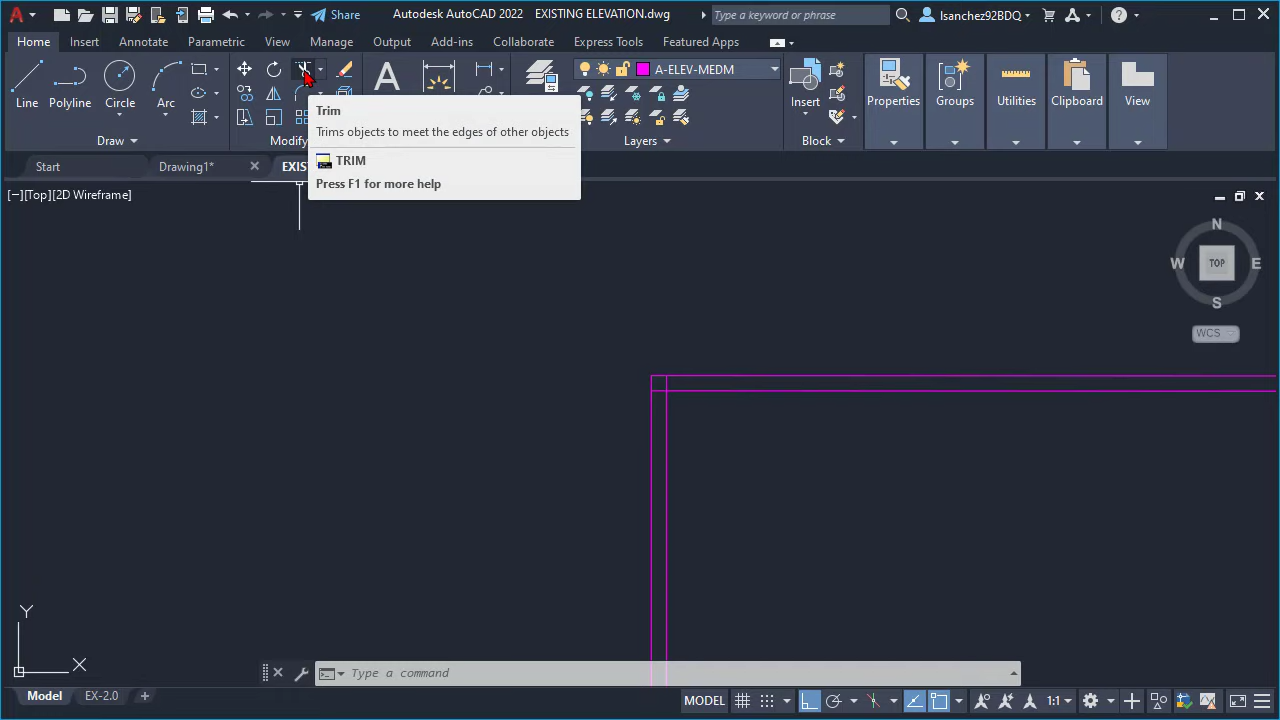 A Share Autodesk AutoCAD 2022 EXISTING ELEVATION.dwg Type a keyword or phrase lsanchez92BDQ ?
Home Insert Annotate Parametric View Manage Output Add-ins Collaborate Express Tools Featured Apps
A A-ELEV-MEDM
Line Polyline Circle Arc Insert Properties Groups Utilities Clipboard View
Trim
Trims objects to meet the edges of other objects
Draw Modify Layers Block
TRIM
Start Drawing1* EXIS
Press F1 for more help
[−][Top][2D Wireframe]
N
W TOP E
S
WCS
Y
X
Type a command
Model EX-2.0 + MODEL 1:1